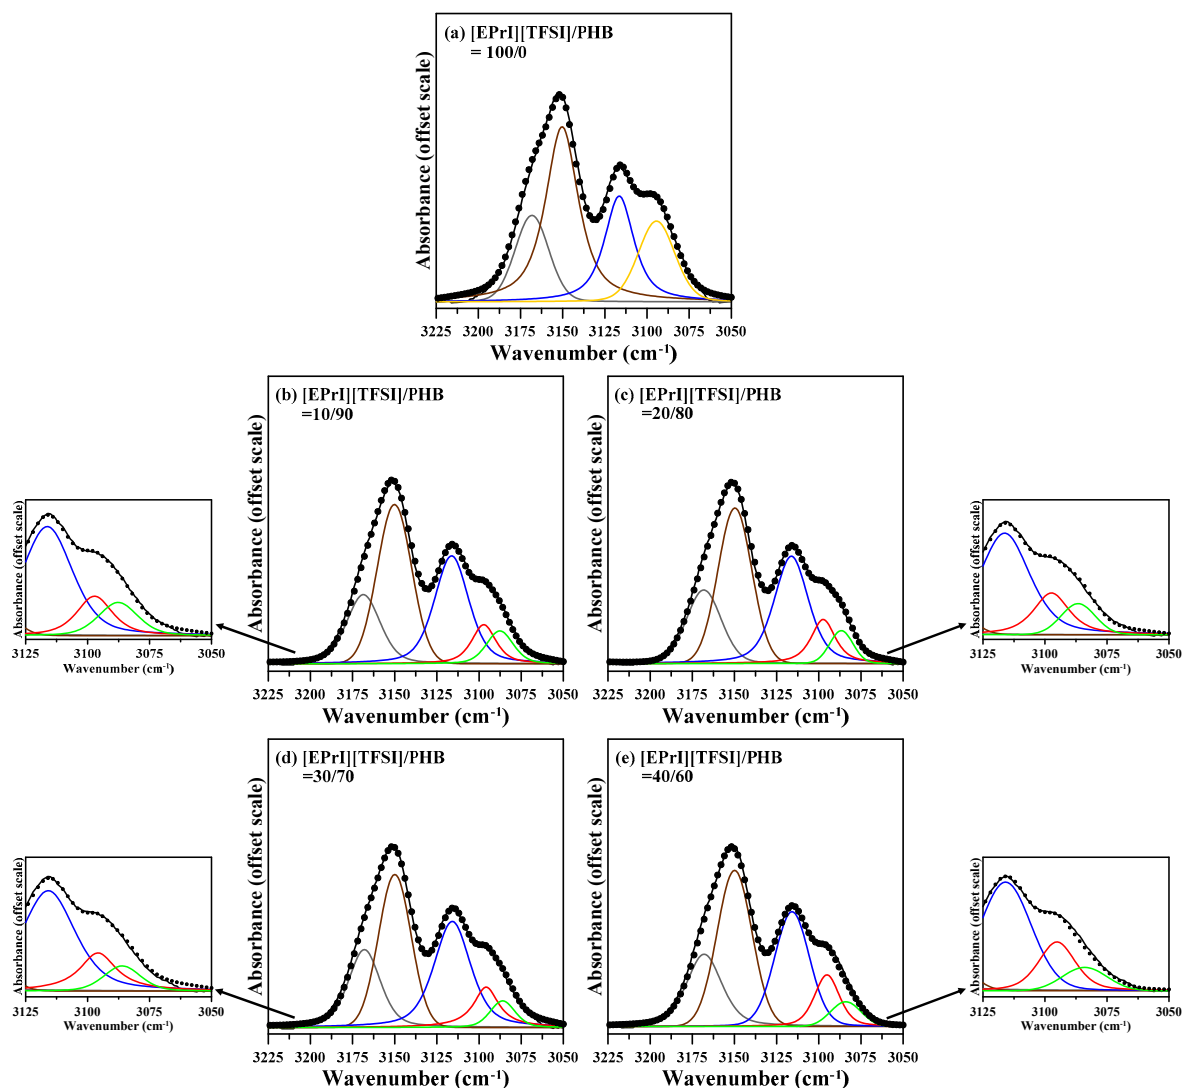 (a) [EPrI][TFSI]/PHB
= 100/0
Absorbance (offset scale)
3225 3200 3175 3150 3125 3100 3075 3050
Wavenumber (cm-1)
(b) [EPrI][TFSI]/PHB
=10/90
Absorbance (offset scale)
3225 3200 3175 3150 3125 3100 3075 3050
Wavenumber (cm-1)
(c) [EPrI][TFSI]/PHB
=20/80
Absorbance (offset scale)
3225 3200 3175 3150 3125 3100 3075 3050
Wavenumber (cm-1)
Absorbance (offset scale)
3125 3100 3075 3050
Wavenumber (cm-1)
Absorbance (offset scale)
3125 3100 3075 3050
Wavenumber (cm-1)
(d) [EPrI][TFSI]/PHB
=30/70
Absorbance (offset scale)
3225 3200 3175 3150 3125 3100 3075 3050
Wavenumber (cm-1)
(e) [EPrI][TFSI]/PHB
=40/60
Absorbance (offset scale)
3225 3200 3175 3150 3125 3100 3075 3050
Wavenumber (cm-1)
Absorbance (offset scale)
3125 3100 3075 3050
Wavenumber (cm-1)
Absorbance (offset scale)
3125 3100 3075 3050
Wavenumber (cm-1)